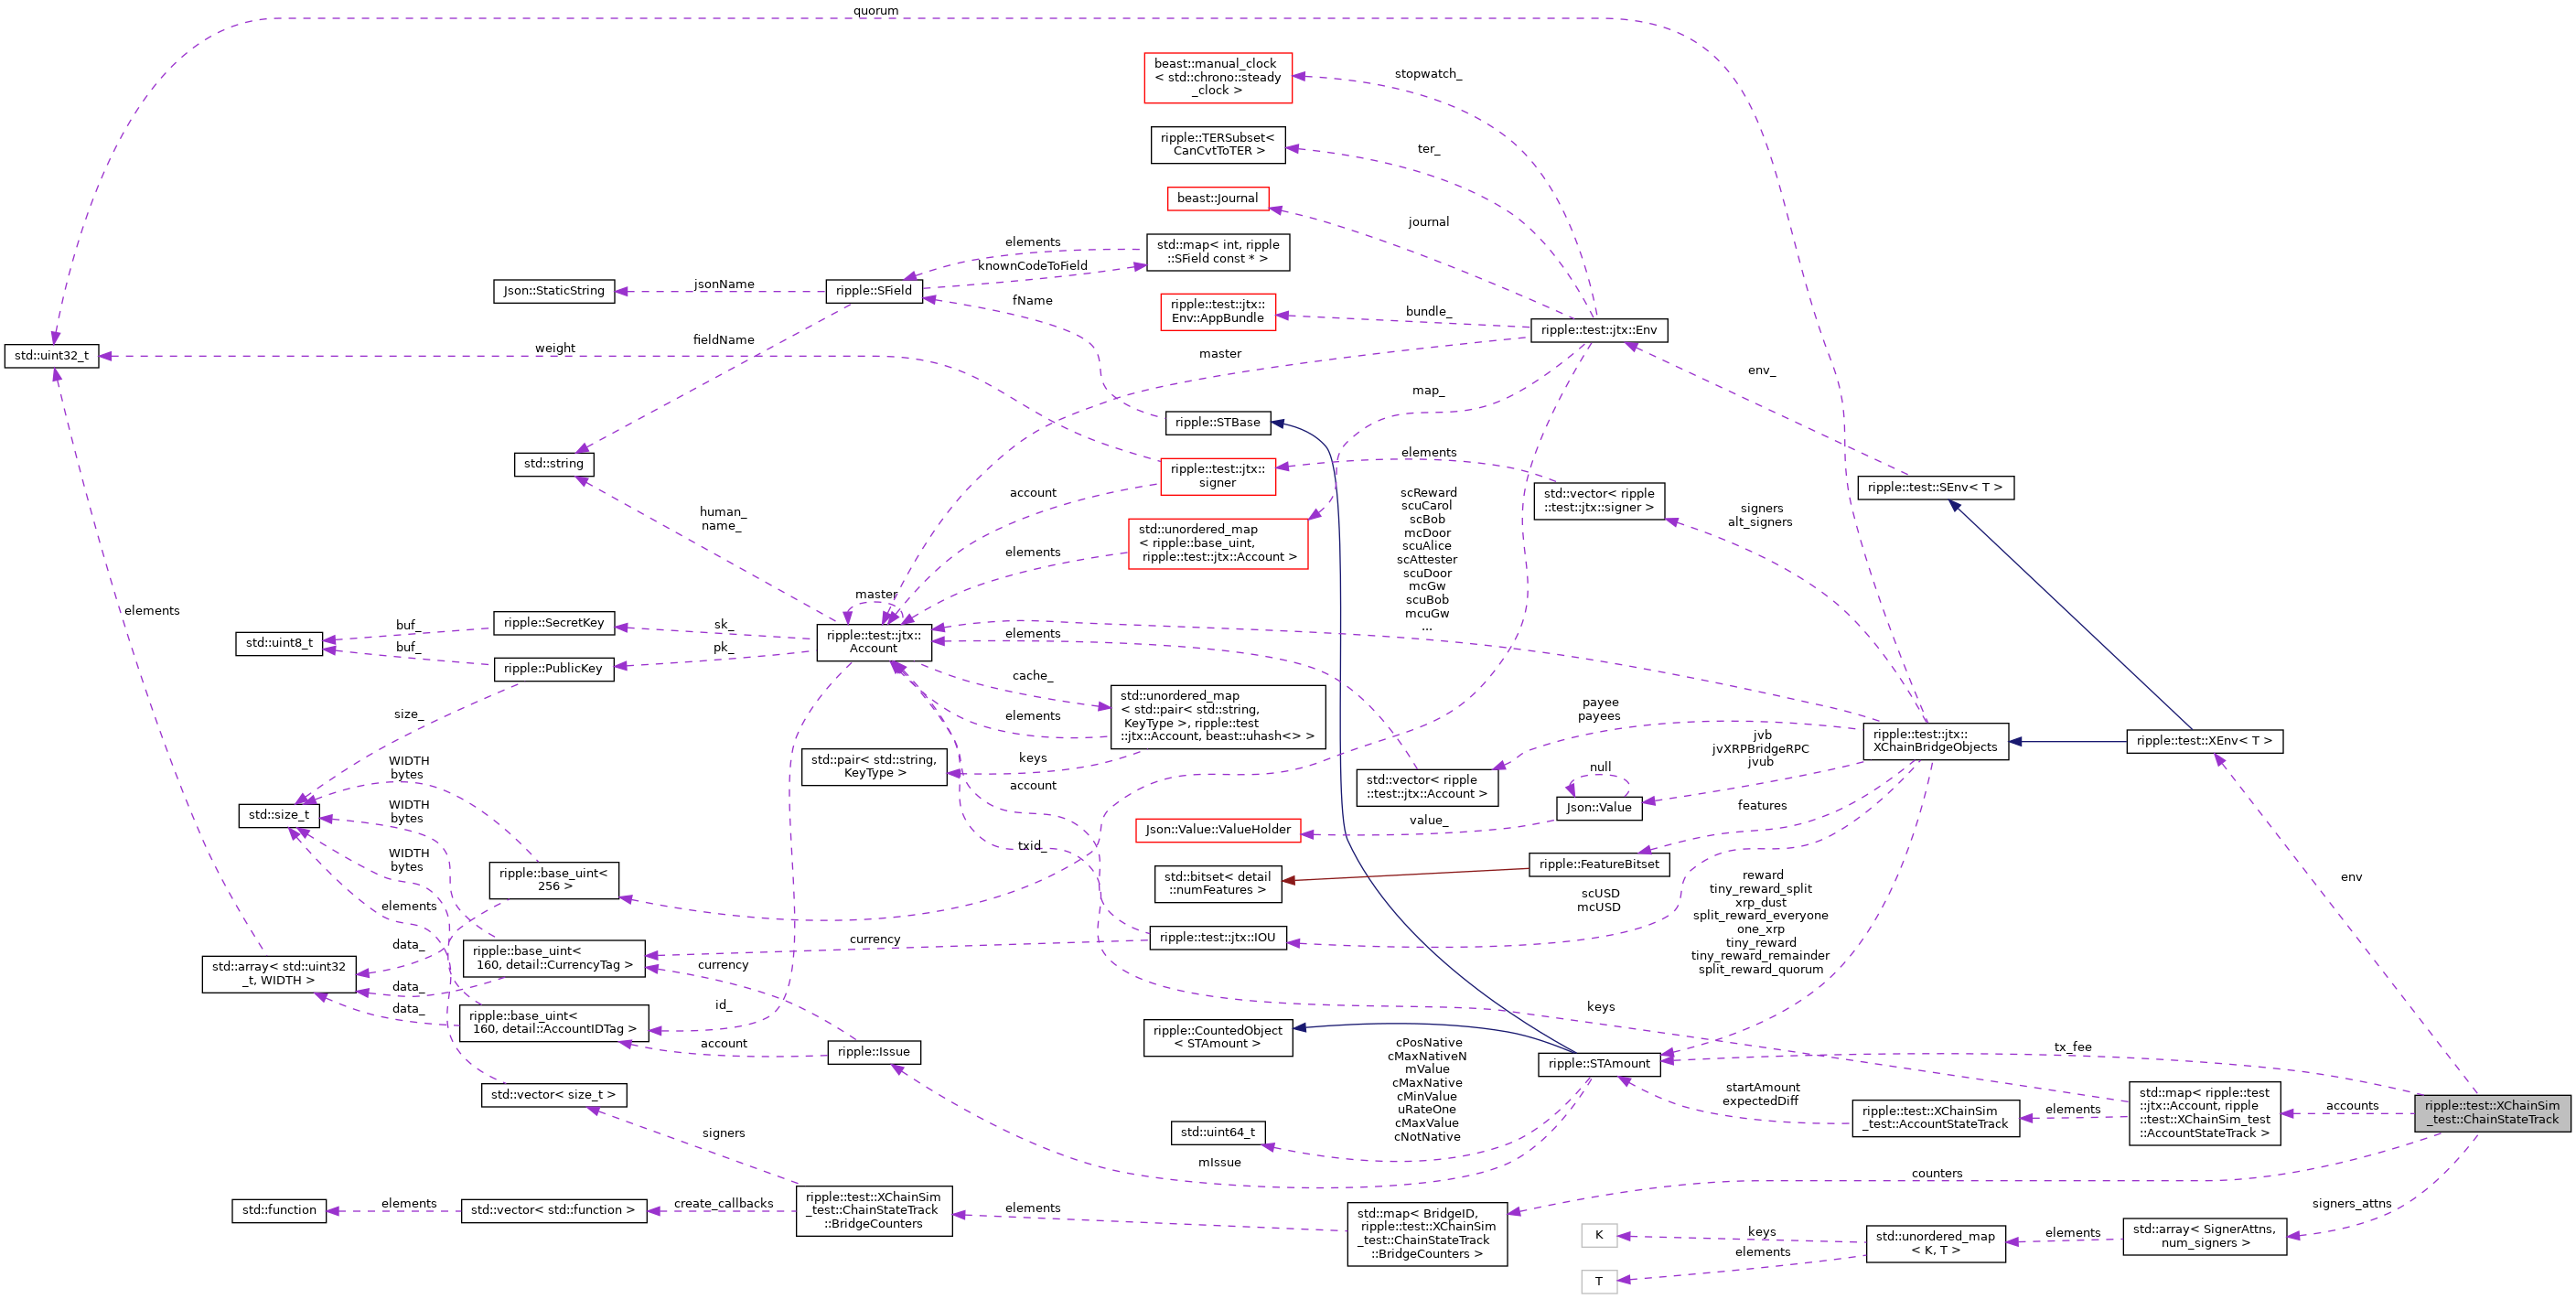 quorum
beast::manual_clock
< std::chrono::steady
_clock >
stopwatch_
ripple::TERSubset<
CanCvtToTER >
ter_
beast::Journal
journal
elements
std::map< int, ripple
::SField const * >
knownCodeToField
Json::StaticString
jsonName
ripple::SField
fName
ripple::test::jtx::
Env::AppBundle
bundle_
ripple::test::jtx::Env
std::uint32_t
weight
fieldName
master
env_
map_
ripple::STBase
std::string
ripple::test::jtx::
signer
elements
std::vector< ripple
::test::jtx::signer >
ripple::test::SEnv< T >
account
scReward
scuCarol
scBob
mcDoor
scuAlice
scAttester
scuDoor
mcGw
scuBob
mcuGw
...
signers
alt_signers
human_
name_
std::unordered_map
< ripple::base_uint,
ripple::test::jtx::Account >
elements
elements
master
std::uint8_t
buf_
buf_
ripple::SecretKey
ripple::PublicKey
sk_
pk_
ripple::test::jtx::
Account
elements
cache_
elements
std::unordered_map
< std::pair< std::string,
KeyType >, ripple::test
::jtx::Account, beast::uhash<> >
size_
payee
payees
ripple::test::jtx::
XChainBridgeObjects
ripple::test::XEnv< T >
jvb
jvXRPBridgeRPC
jvub
WIDTH
bytes
std::pair< std::string,
KeyType >
keys
account
std::vector< ripple
::test::jtx::Account >
null
Json::Value
features
std::size_t
WIDTH
bytes
Json::Value::ValueHolder
value_
txid_
WIDTH
bytes
ripple::base_uint<
256 >
std::bitset< detail
::numFeatures >
ripple::FeatureBitset
env
elements
scUSD
mcUSD
reward
tiny_reward_split
xrp_dust
split_reward_everyone
one_xrp
tiny_reward
tiny_reward_remainder
split_reward_quorum
data_
ripple::base_uint<
160, detail::CurrencyTag >
currency
ripple::test::jtx::IOU
std::array< std::uint32
_t, WIDTH >
currency
data_
data_
ripple::base_uint<
160, detail::AccountIDTag >
id_
keys
ripple::CountedObject
< STAmount >
account
ripple::Issue
cPosNative
cMaxNativeN
mValue
cMaxNative
cMinValue
uRateOne
cMaxValue
cNotNative
ripple::STAmount
tx_fee
std::vector< size_t >
startAmount
expectedDiff
ripple::test::XChainSim
_test::AccountStateTrack
elements
std::map< ripple::test
::jtx::Account, ripple
::test::XChainSim_test
::AccountStateTrack >
accounts
ripple::test::XChainSim
_test::ChainStateTrack
signers
std::uint64_t
mIssue
counters
std::function
elements
std::vector< std::function >
create_callbacks
ripple::test::XChainSim
_test::ChainStateTrack
::BridgeCounters
elements
std::map< BridgeID,
ripple::test::XChainSim
_test::ChainStateTrack
::BridgeCounters >
signers_attns
K
keys
T
elements
std::unordered_map
< K, T >
elements
std::array< SignerAttns,
num_signers >